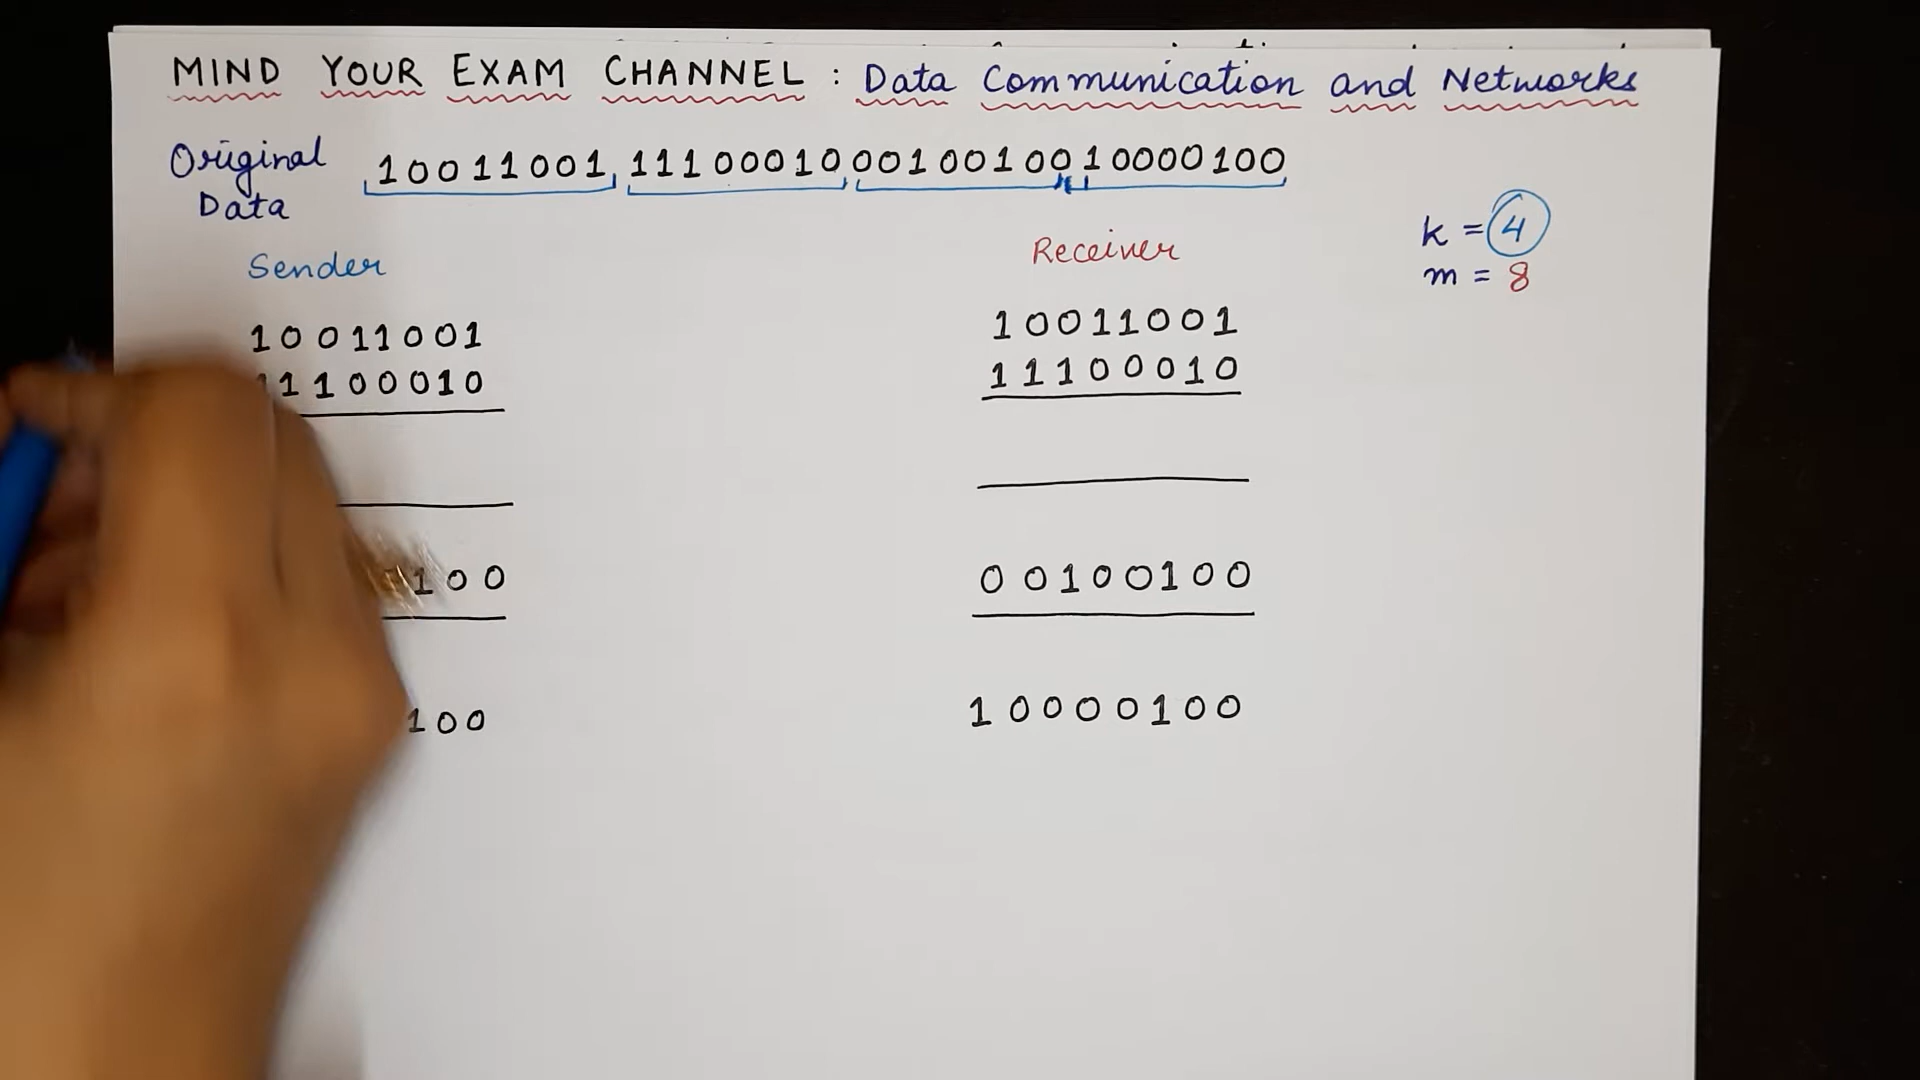 MIND YOUR EXAM CHANNEL : Data Communication and Networks
Original Data
10011001 11100010 00100100 10000100
k = 4
m = 8
Sender
10011001
11100010
100
100
Receiver
10011001
11100010
00100100
10000100